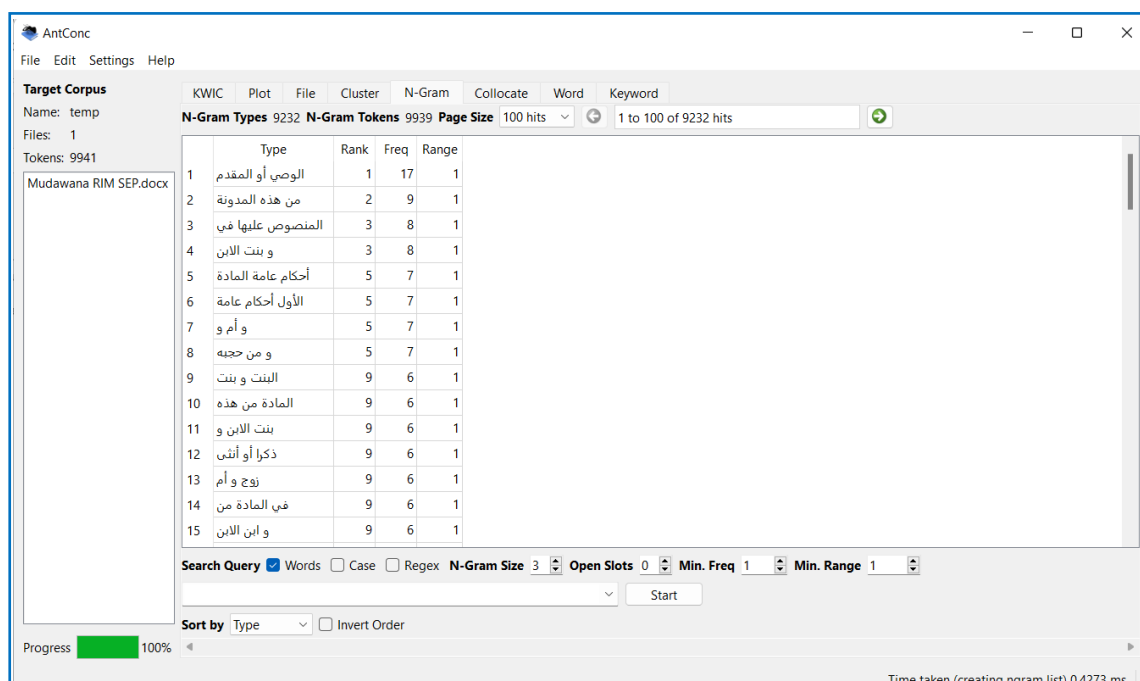 AntConc
File Edit Settings Help
Target Corpus
Name: temp
Files: 1
Tokens: 9941
Mudawana RIM SEP.docx
Progress 100%
KWIC Plot File Cluster N-Gram Collocate Word Keyword
N-Gram Types 9232 N-Gram Tokens 9939 Page Size 100 hits 1 to 100 of 9232 hits
Type Rank Freq Range
1 الوصي أو المقدم 1 17 1
2 من هذه المدونة 2 9 1
3 المنصوص عليها في 3 8 1
4 و بنت الابن 3 8 1
5 أحكام عامة المادة 5 7 1
6 الأول أحكام عامة 5 7 1
7 و أم و 5 7 1
8 و من حجبه 5 7 1
9 البنت و بنت 9 6 1
10 المادة من هذه 9 6 1
11 بنت الابن و 9 6 1
12 ذكرا أو أنثى 9 6 1
13 زوج و أم 9 6 1
14 في المادة من 9 6 1
15 و ابن الابن 9 6 1
Search Query Words Case Regex N-Gram Size 3 Open Slots 0 Min. Freq 1 Min. Range 1
Start
Sort by Type Invert Order
Time taken (creating ngram list) 0.4273 ms